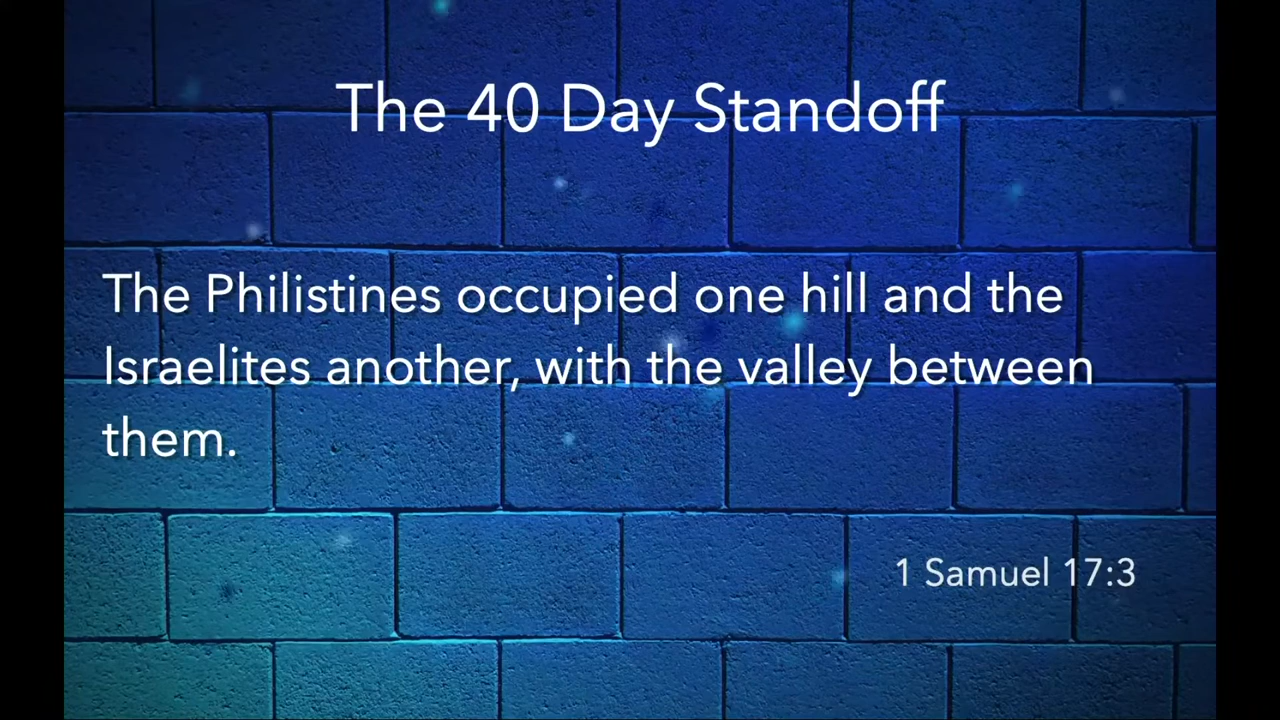 The 40 Day Standoff
The Philistines occupied one hill and the
Israelites another, with the valley between
them.
1 Samuel 17:3